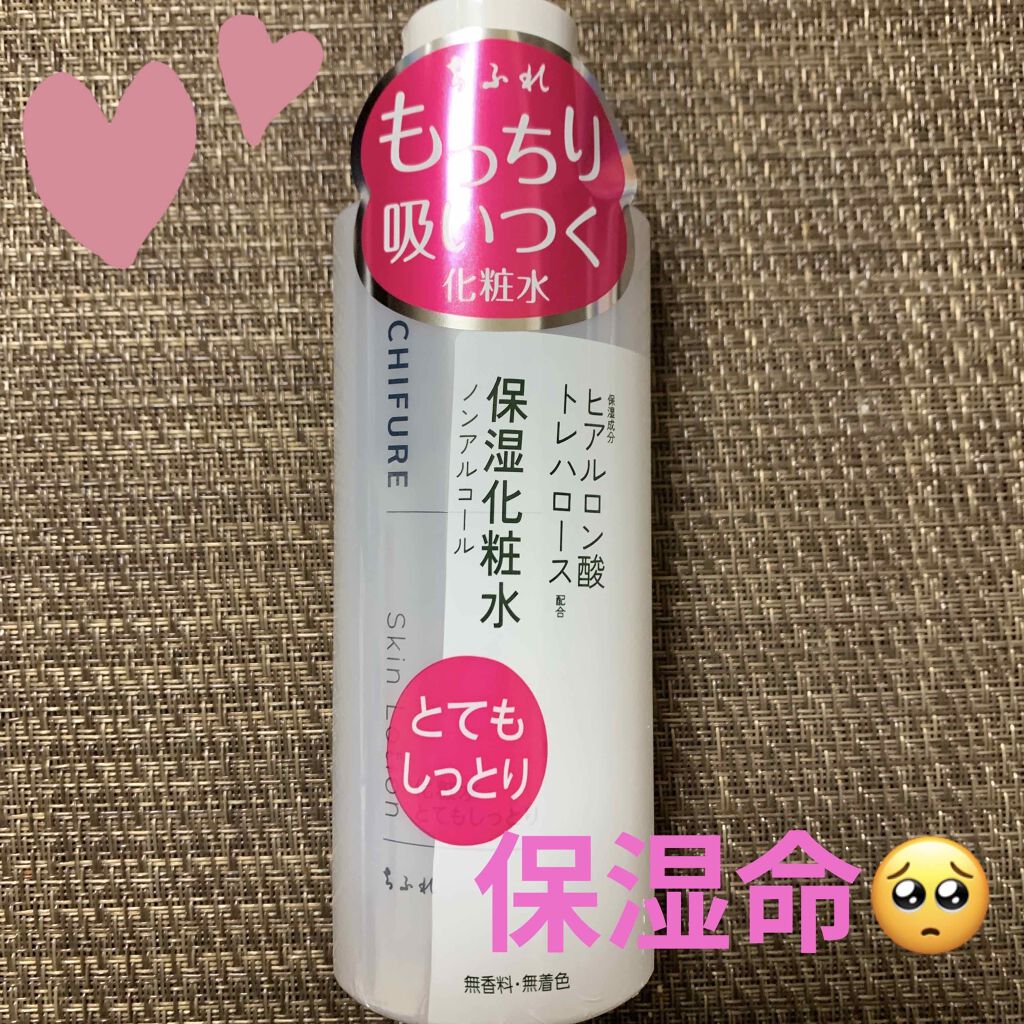 ちふれ
もっちり
吸いつく
化粧水
CHIFURE
Skin Lotion
ちふれ
保湿成分
ヒアルロン酸
トレハロース配合
保湿化粧水
ノンアルコール
とても
しっとり
とてもしっとり
保湿命🥺
無香料・無着色